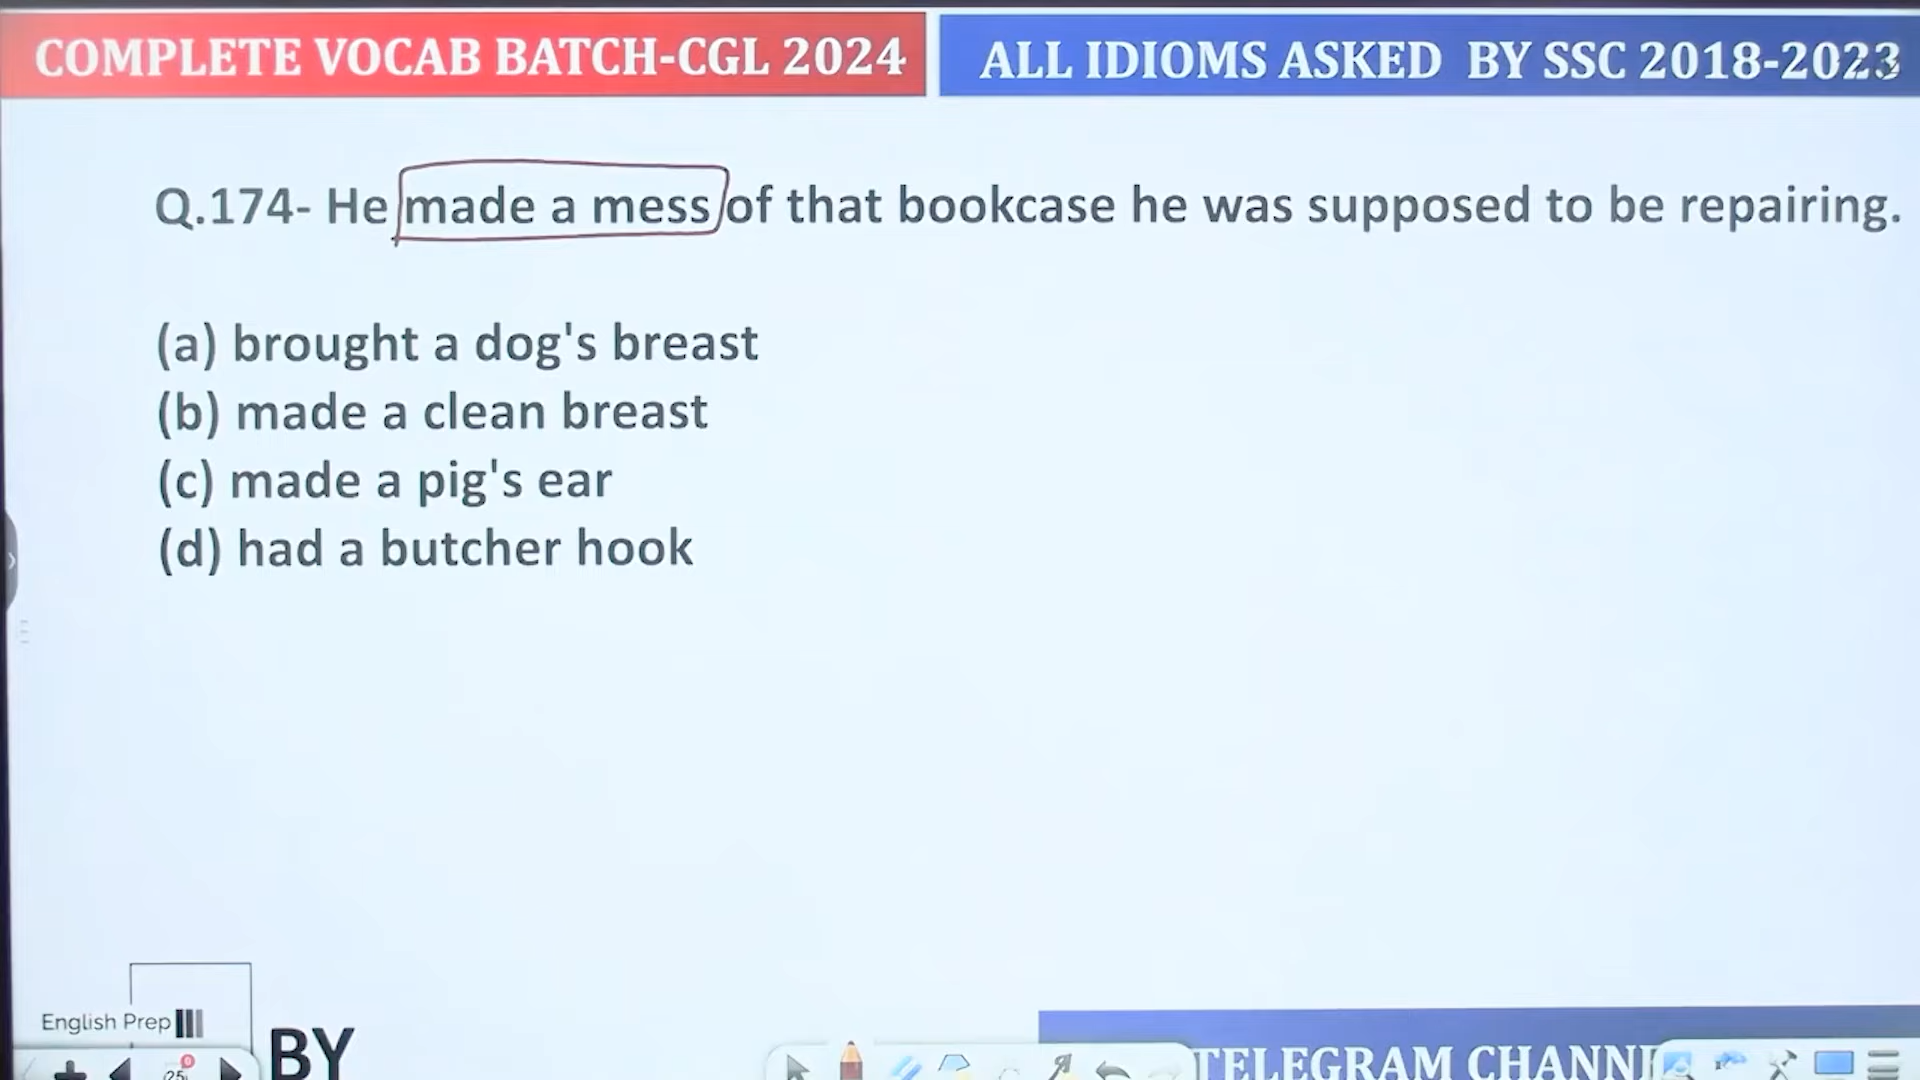 COMPLETE VOCAB BATCH-CGL 2024
ALL IDIOMS ASKED BY SSC 2018-2023
Q.174- He made a mess of that bookcase he was supposed to be repairing.
(a) brought a dog's breast
(b) made a clean breast
(c) made a pig's ear
(d) had a butcher hook
English Prep
BY
25
TELEGRAM CHANN